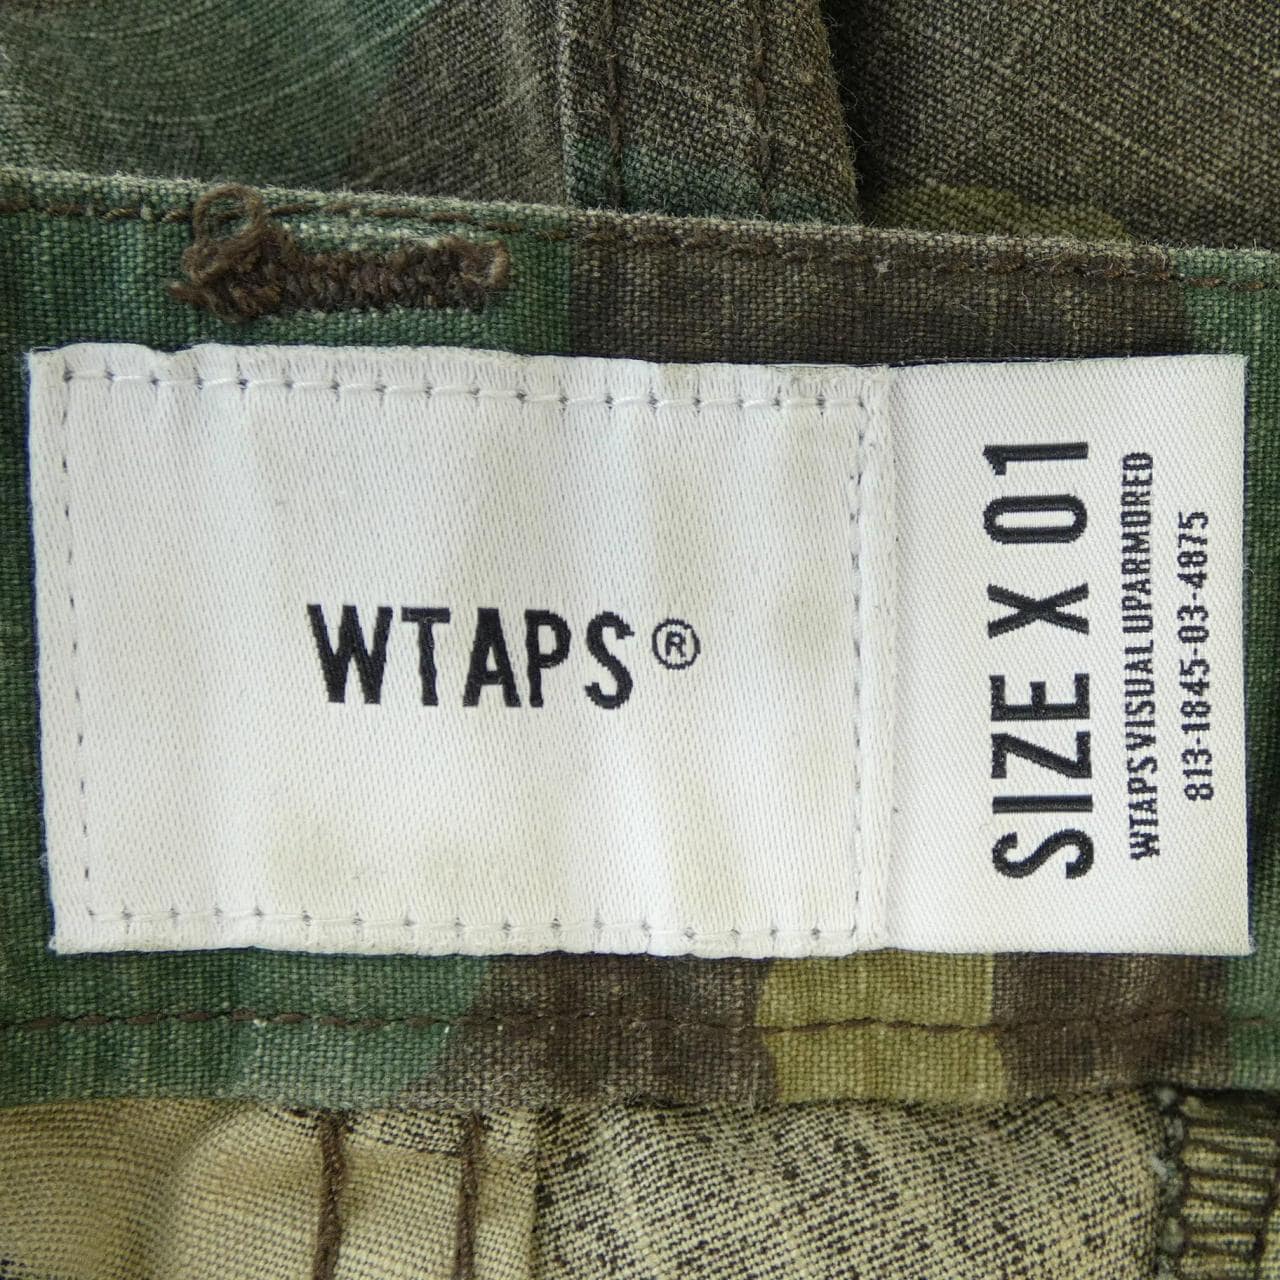 WTAPS®
SIZE X 01
WTAPS VISUAL UPARMORED
813-1845-03-4875